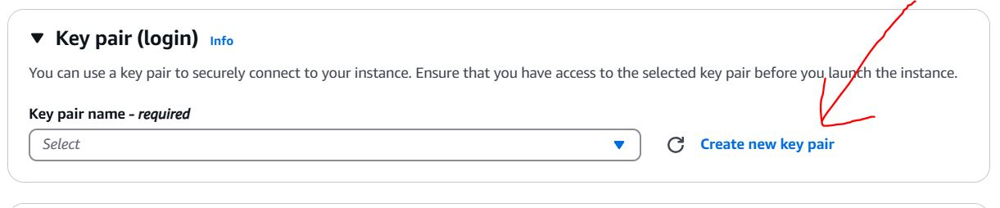 Key pair (login) Info
You can use a key pair to securely connect to your instance. Ensure that you have access to the selected key pair before you launch the instance.
Key pair name - required
Select
Create new key pair